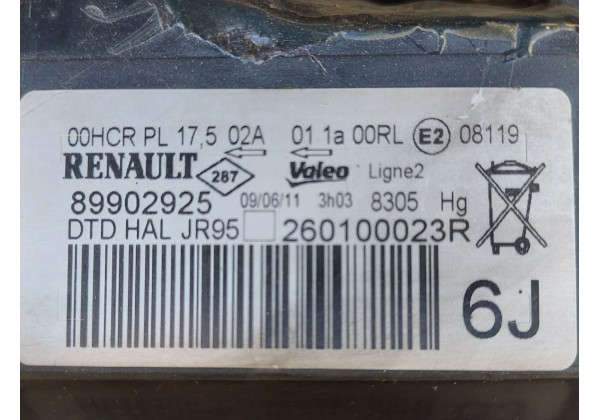 00HCR PL 17,5 02A 01 1a 00RL E2 08119
RENAULT 287 Valeo Ligne2
89902925 09/06/11 3h03 8305 Hg
DTD HAL JR95 260100023R
6J